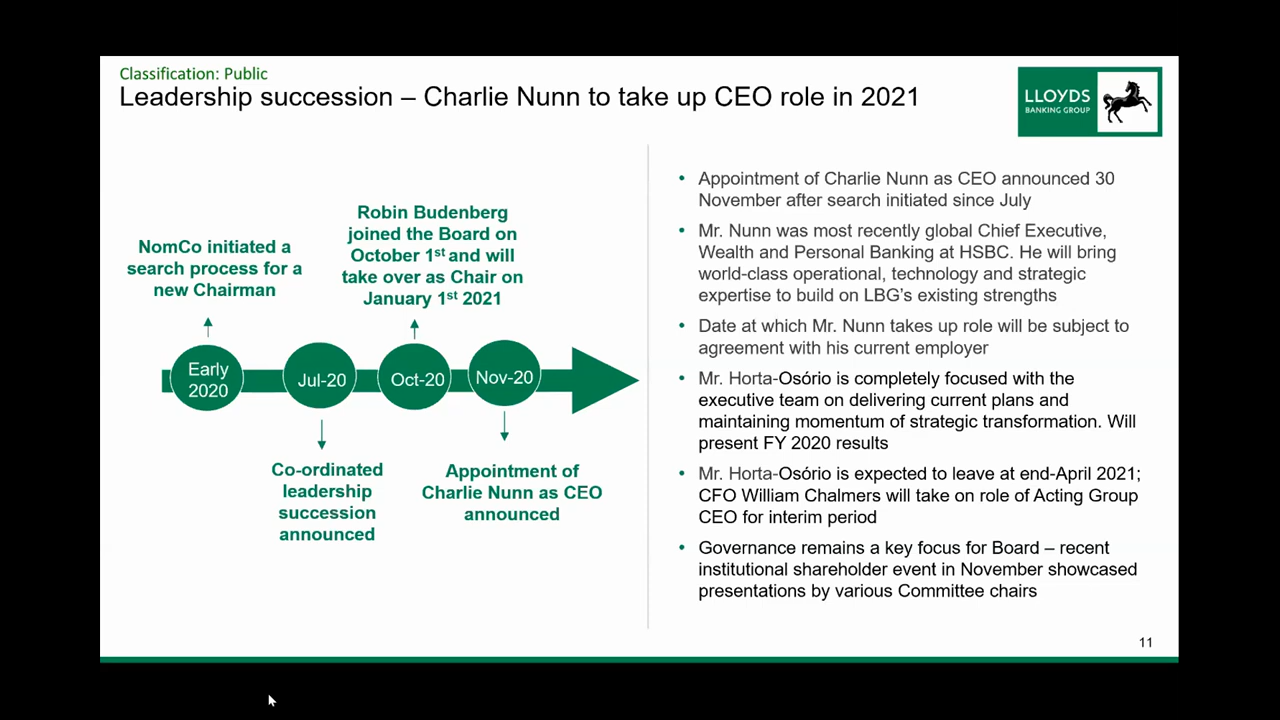 Classification: Public
Leadership succession – Charlie Nunn to take up CEO role in 2021
LLOYDS
BANKING GROUP
NomCo initiated a
search process for a
new Chairman
Robin Budenberg
joined the Board on
October 1st and will
take over as Chair on
January 1st 2021
Early
2020
Jul-20
Oct-20
Nov-20
Co-ordinated
leadership
succession
announced
Appointment of
Charlie Nunn as CEO
announced
• Appointment of Charlie Nunn as CEO announced 30
November after search initiated since July
• Mr. Nunn was most recently global Chief Executive,
Wealth and Personal Banking at HSBC. He will bring
world-class operational, technology and strategic
expertise to build on LBG's existing strengths
• Date at which Mr. Nunn takes up role will be subject to
agreement with his current employer
• Mr. Horta-Osório is completely focused with the
executive team on delivering current plans and
maintaining momentum of strategic transformation. Will
present FY 2020 results
• Mr. Horta-Osório is expected to leave at end-April 2021;
CFO William Chalmers will take on role of Acting Group
CEO for interim period
• Governance remains a key focus for Board – recent
institutional shareholder event in November showcased
presentations by various Committee chairs
11